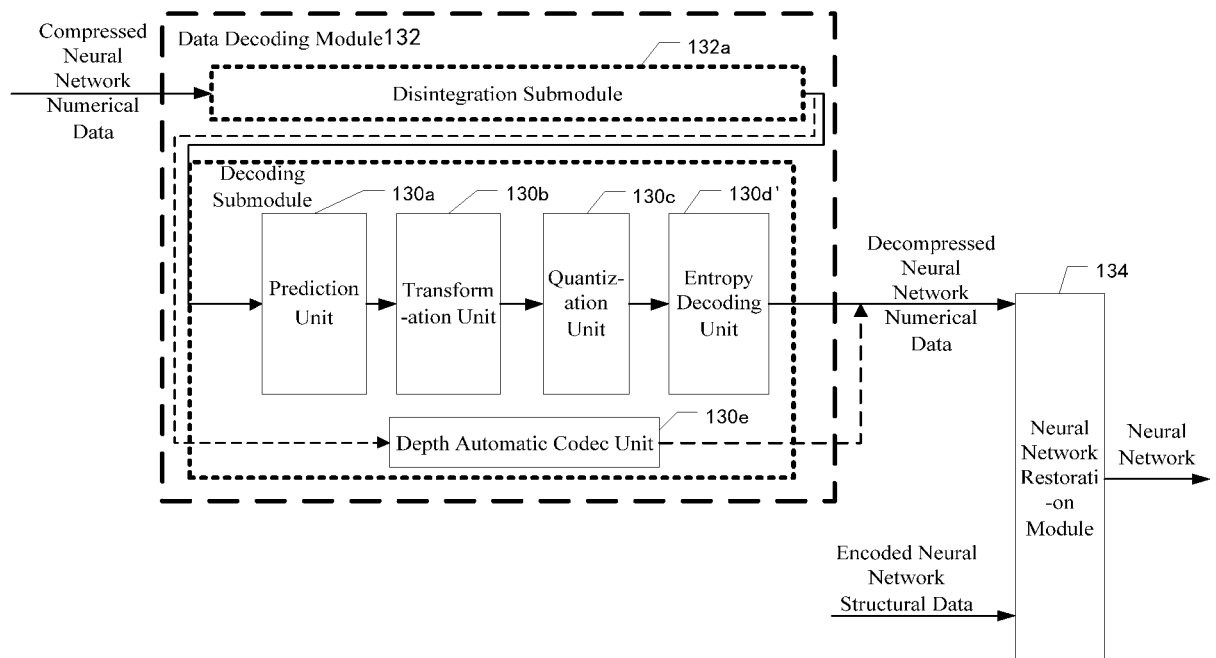 Compressed
Neural
Network
Numerical
Data
Data Decoding Module132
132a
Disintegration Submodule
Decoding
Submodule
130a
130b
130c
130d'
Prediction
Unit
Transform
-ation Unit
Quantiz-
ation
Unit
Entropy
Decoding
Unit
130e
Depth Automatic Codec Unit
Decompressed
Neural
Network
Numerical
Data
134
Neural
Network
Restorati
-on
Module
Neural
Network
Encoded Neural
Network
Structural Data